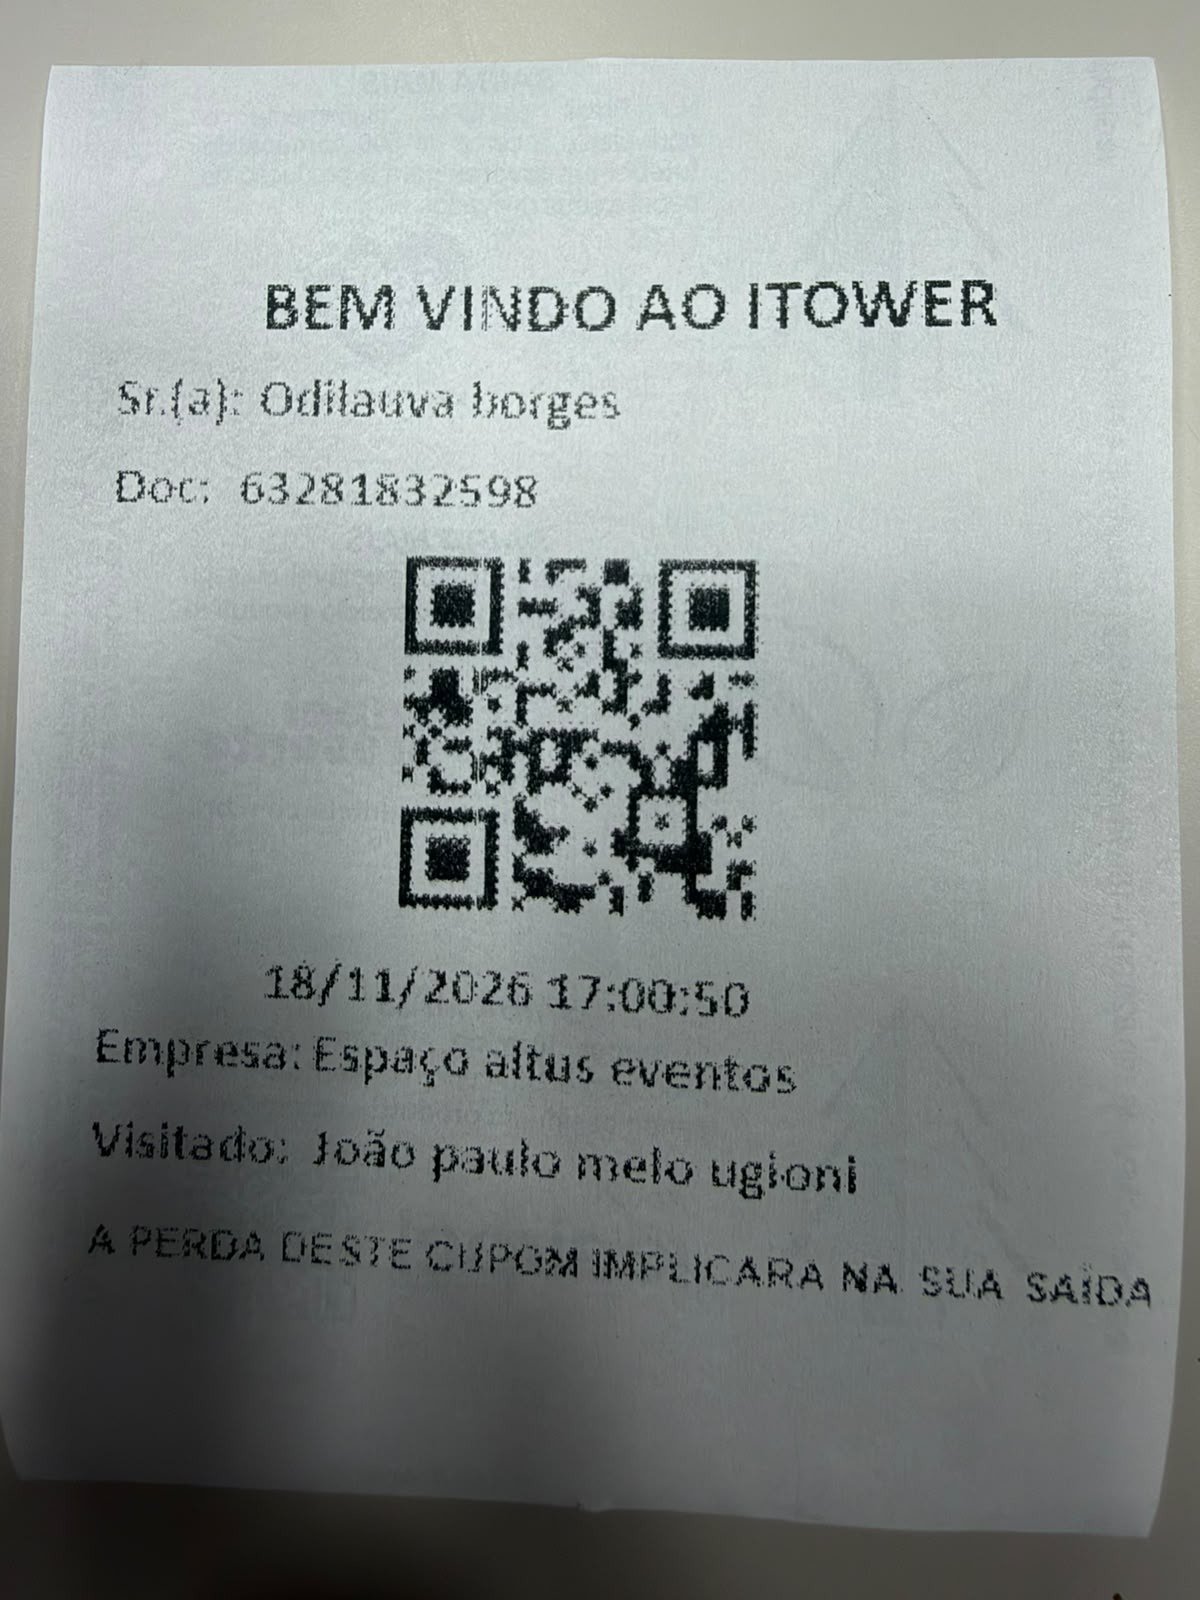 BEM VINDO AO ITOWER
Sr.(a): Odilauva borges
Doc: 63281832598
18/11/2026 17:00:50
Empresa: Espaço altus eventos
Visitado: João paulo melo ugioni
A PERDA DESTE CUPOM IMPLICARA NA SUA SAÍDA